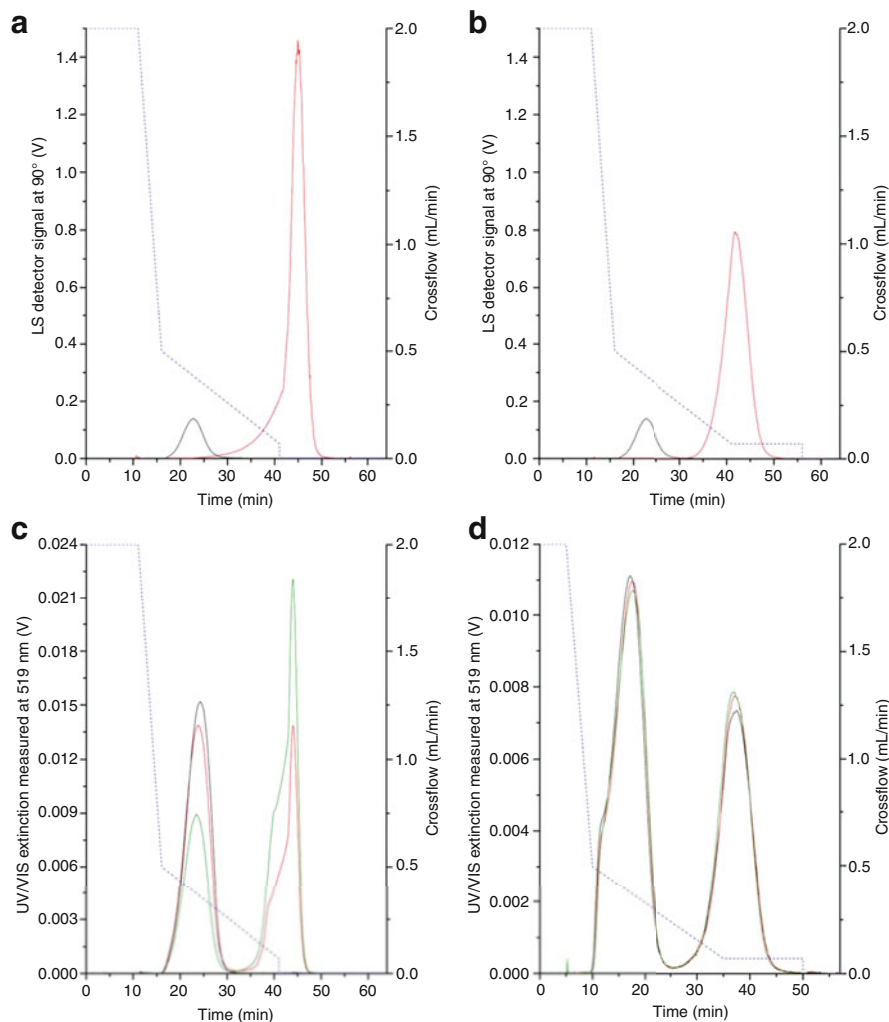 a
LS detector signal at 90° (V)
1.4
1.2
1.0
0.8
0.6
0.4
0.2
0.0
2.0
1.5
1.0
0.5
0.0
Crossflow (mL/min)
0 10 20 30 40 50 60
Time (min)
b
LS detector signal at 90° (V)
1.4
1.2
1.0
0.8
0.6
0.4
0.2
0.0
2.0
1.5
1.0
0.5
0.0
Crossflow (mL/min)
0 10 20 30 40 50 60
Time (min)
c
UV/VIS extinction measured at 519 nm (V)
0.024
0.021
0.018
0.015
0.012
0.009
0.006
0.003
0.000
2.0
1.5
1.0
0.5
0.0
Crossflow (mL/min)
0 10 20 30 40 50 60
Time (min)
d
UV/VIS extinction measured at 519 nm (V)
0.012
0.010
0.008
0.006
0.004
0.002
0.000
2.0
1.5
1.0
0.5
0.0
Crossflow (mL/min)
0 10 20 30 40 50
Time (min)